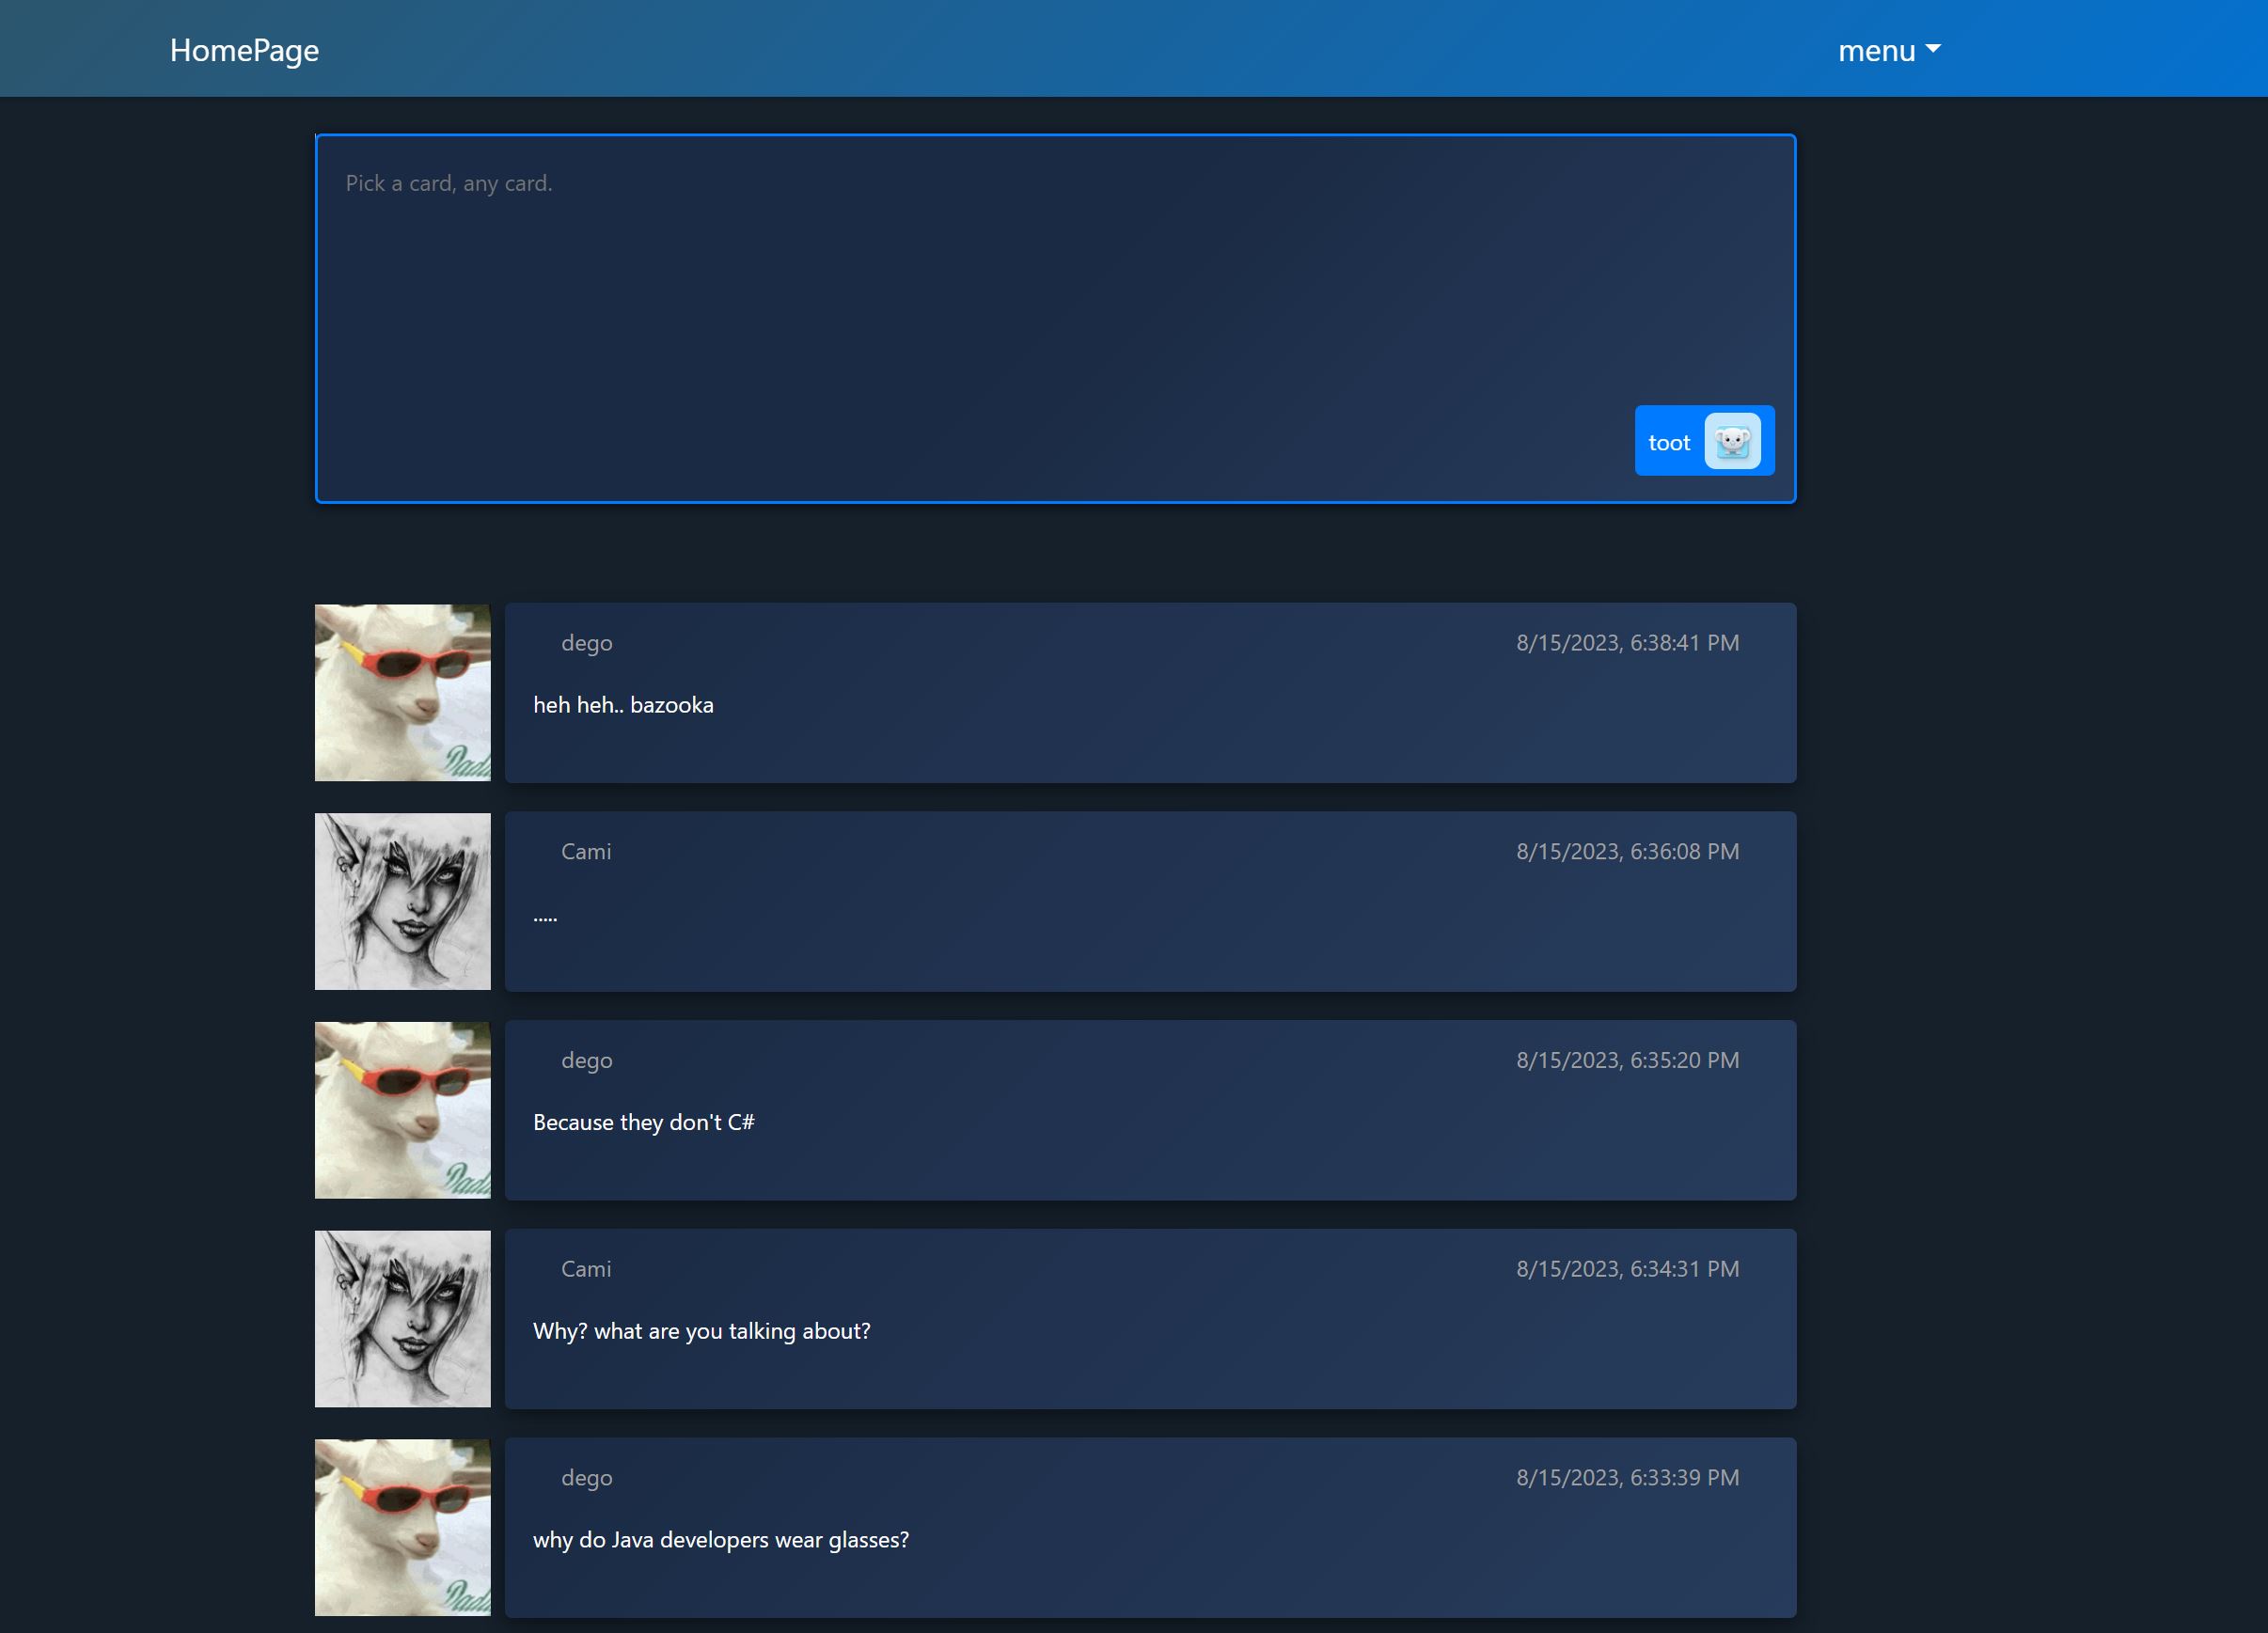 HomePage
menu
Pick a card, any card.
toot
dego
8/15/2023, 6:38:41 PM
heh heh.. bazooka
Cami
8/15/2023, 6:36:08 PM
.....
dego
8/15/2023, 6:35:20 PM
Because they don't C#
Cami
8/15/2023, 6:34:31 PM
Why? what are you talking about?
dego
8/15/2023, 6:33:39 PM
why do Java developers wear glasses?